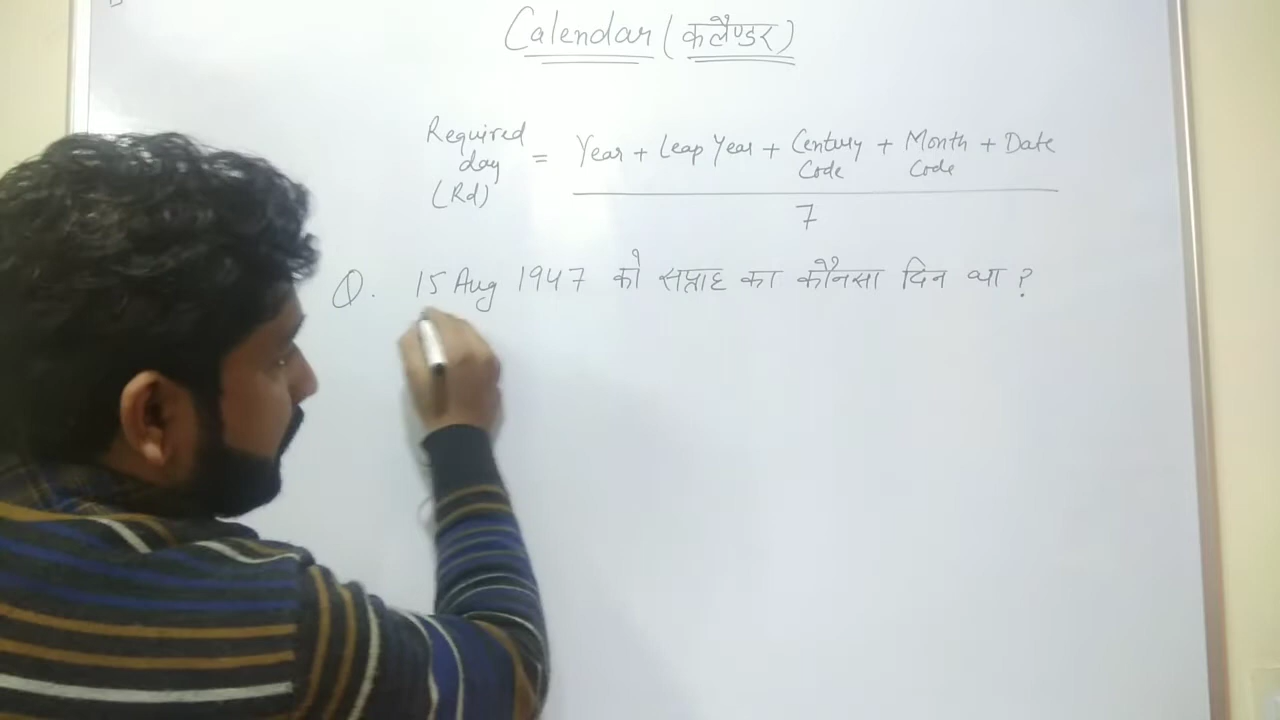 Calendar (कलैण्डर)
Required day (Rd) = Year + Leap Year + Century Code + Month Code + Date
7
Q. 15 Aug 1947 को सप्ताह का कौनसा दिन था ?